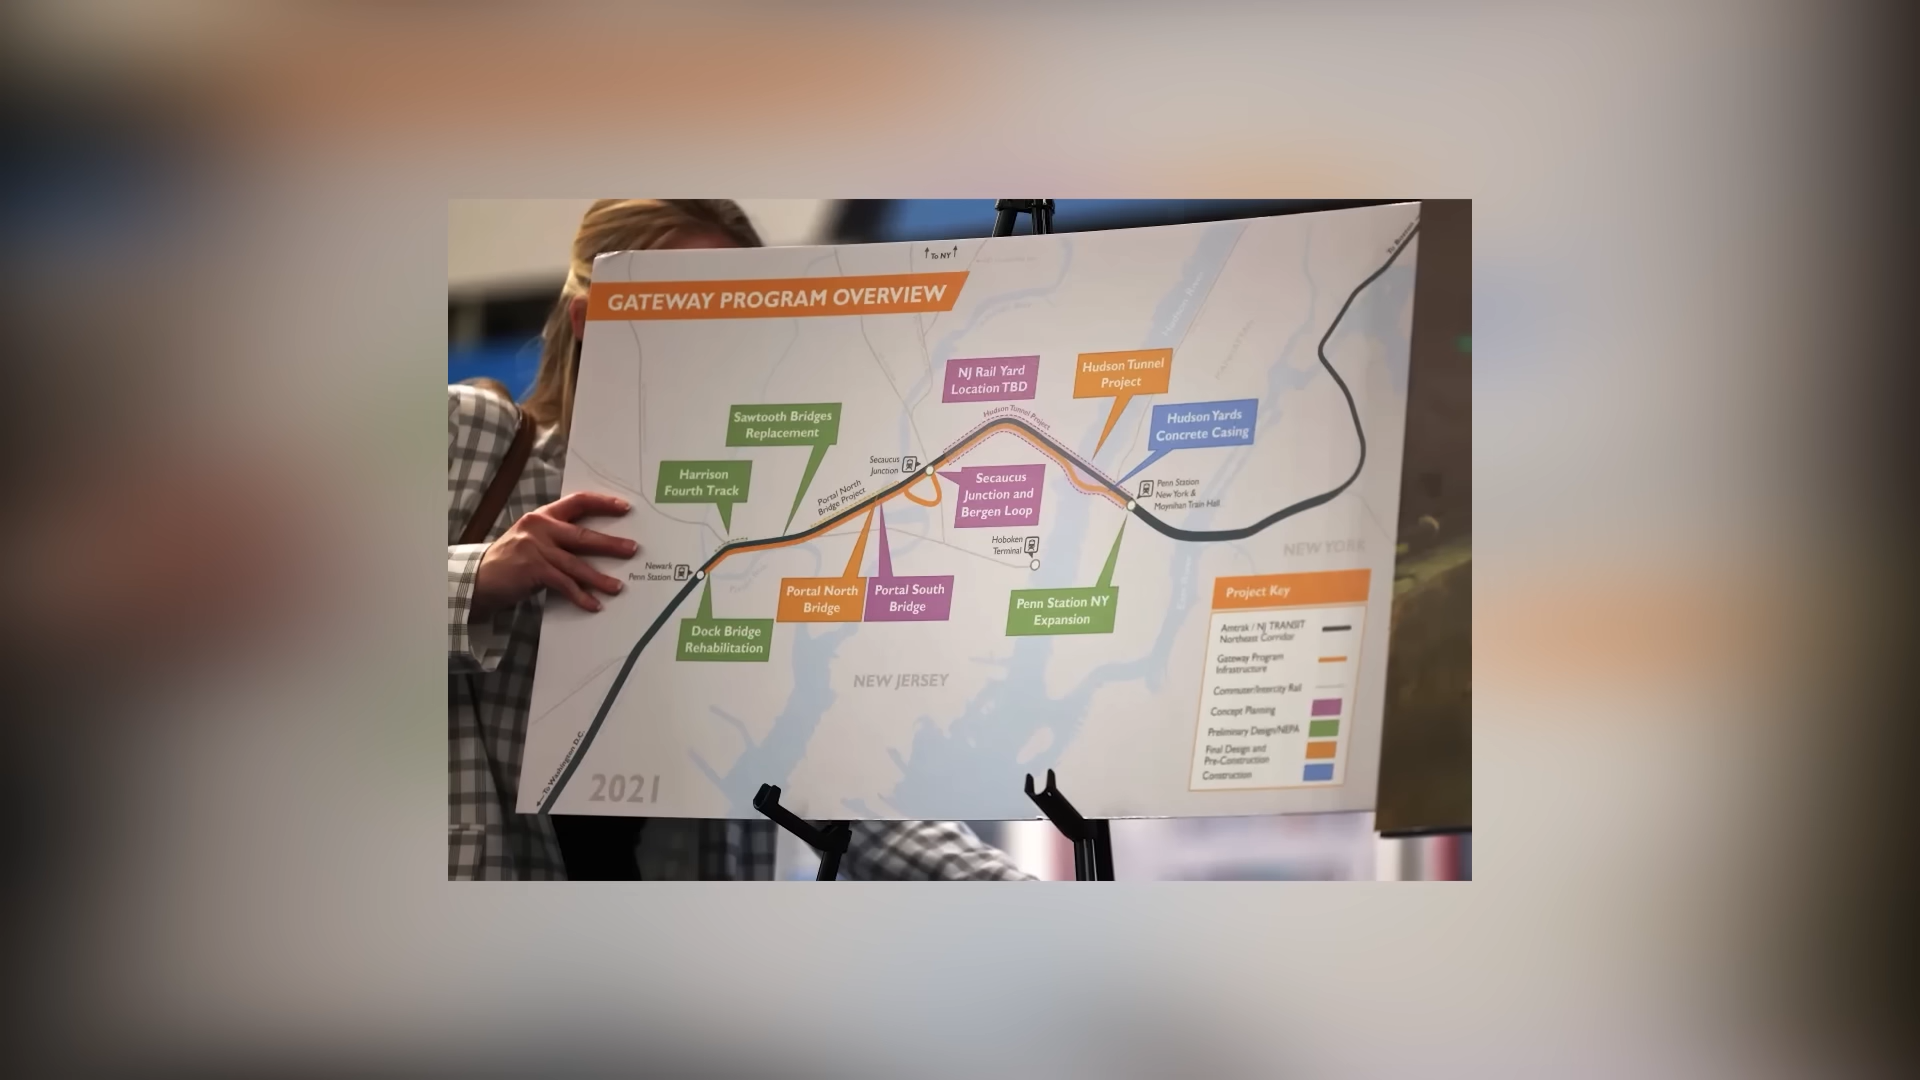 ↑ To NY ↑
To Boston
GATEWAY PROGRAM OVERVIEW
Hudson River
NJ Rail Yard
Location TBD
Hudson Tunnel
Project
Hudson Tunnel Project
Sawtooth Bridges
Replacement
Hudson Yards
Concrete Casing
Harrison
Fourth Track
Secaucus
Junction
Portal North
Bridge Project
Secaucus
Junction and
Bergen Loop
Penn Station
New York &
Moynihan Train Hall
Hoboken
Terminal
NEW YORK
Newark
Penn Station
Portal North
Bridge
Portal South
Bridge
Penn Station NY
Expansion
Dock Bridge
Rehabilitation
NEW JERSEY
East River
Project Key
Amtrak / NJ TRANSIT
Northeast Corridor
Gateway Program
Infrastructure
Commuter/Intercity Rail
Concept Planning
Preliminary Design/NEPA
Final Design and
Pre-Construction
Construction
←To Washington D.C.
2021